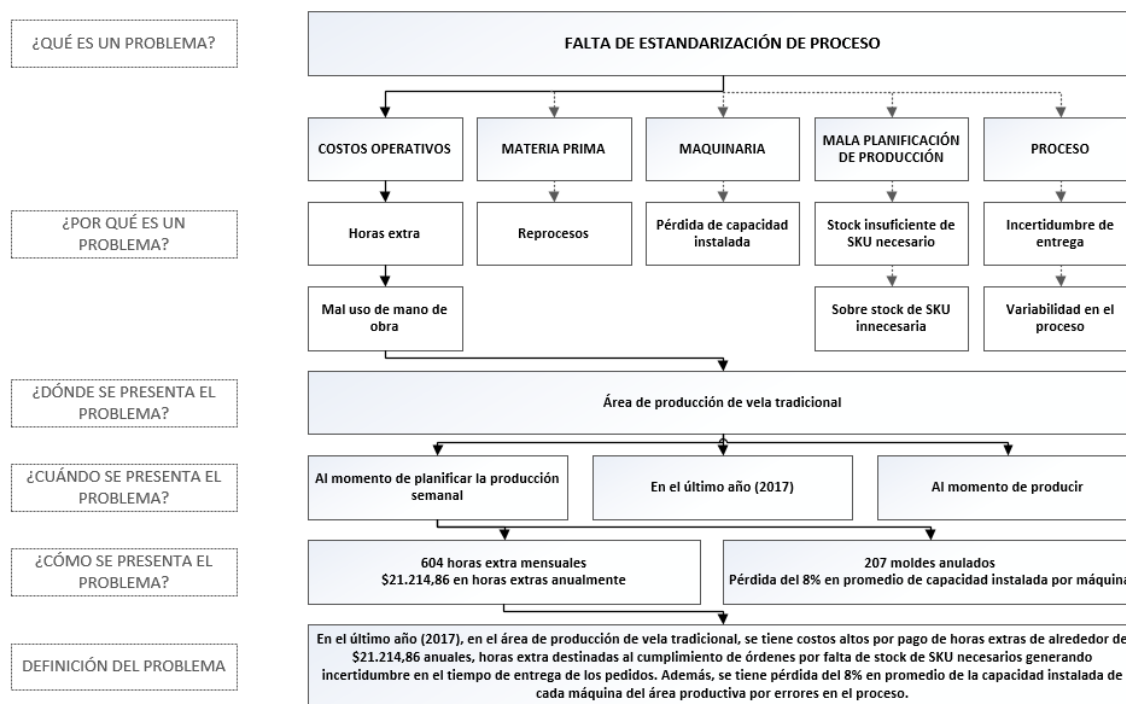 ¿QUÉ ES UN PROBLEMA?
FALTA DE ESTANDARIZACIÓN DE PROCESO
COSTOS OPERATIVOS
MATERIA PRIMA
MAQUINARIA
MALA PLANIFICACIÓN
DE PRODUCCIÓN
PROCESO
¿POR QUÉ ES UN
PROBLEMA?
Horas extra
Reprocesos
Pérdida de capacidad
instalada
Stock insuficiente de
SKU necesario
Incertidumbre de
entrega
Mal uso de mano de
obra
Sobre stock de SKU
innecesaria
Variabilidad en el
proceso
¿DÓNDE SE PRESENTA EL
PROBLEMA?
Área de producción de vela tradicional
¿CUÁNDO SE PRESENTA EL
PROBLEMA?
Al momento de planificar la producción
semanal
En el último año (2017)
Al momento de producir
¿CÓMO SE PRESENTA EL
PROBLEMA?
604 horas extra mensuales
$21.214,86 en horas extras anualmente
207 moldes anulados
Pérdida del 8% en promedio de capacidad instalada por máquina
DEFINICIÓN DEL PROBLEMA
En el último año (2017), en el área de producción de vela tradicional, se tiene costos altos por pago de horas extras de alrededor de
$21.214,86 anuales, horas extra destinadas al cumplimiento de órdenes por falta de stock de SKU necesarios generando
incertidumbre en el tiempo de entrega de los pedidos. Además, se tiene pérdida del 8% en promedio de la capacidad instalada de
cada máquina del área productiva por errores en el proceso.